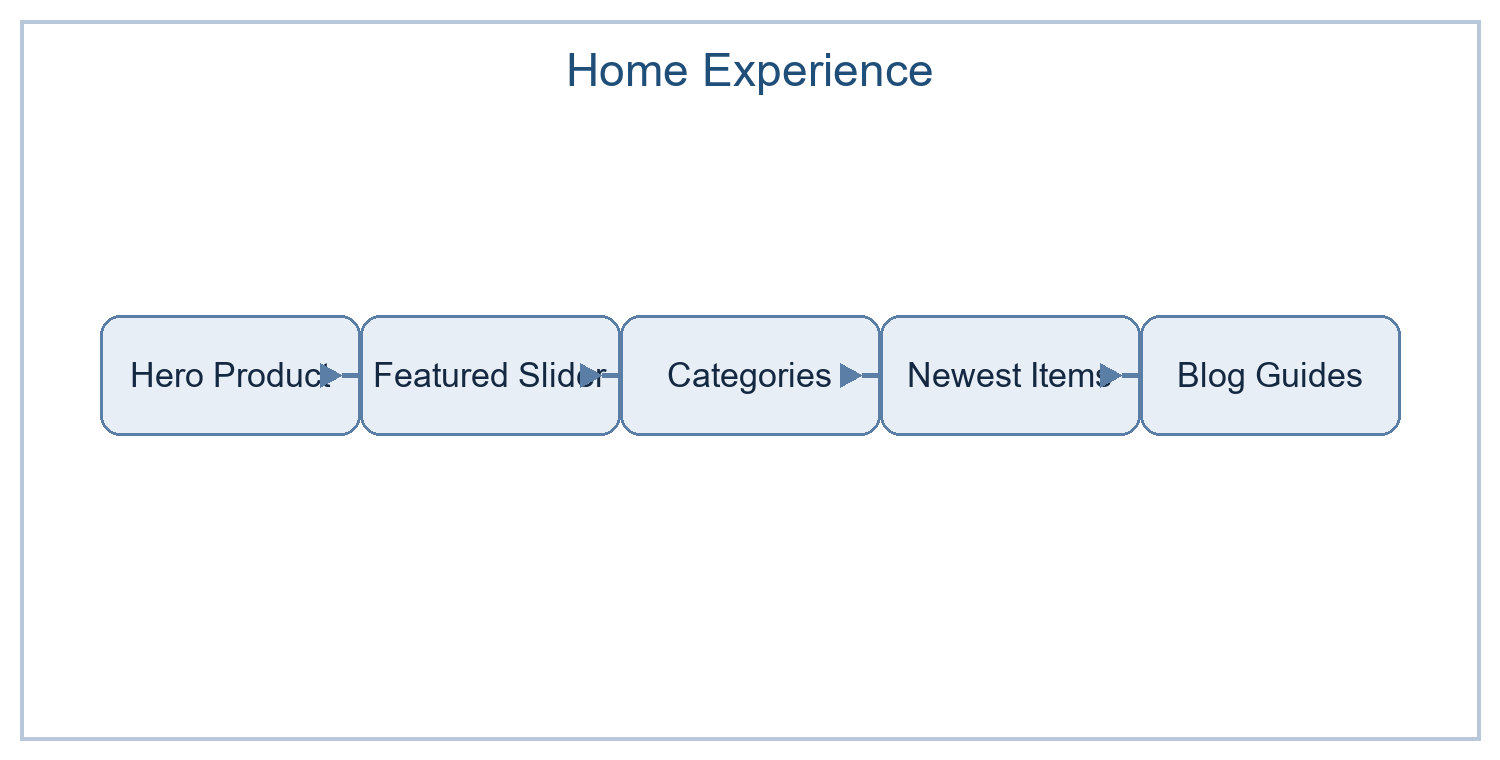 Home Experience
Hero Product
Featured Slider
Categories
Newest Items
Blog Guides